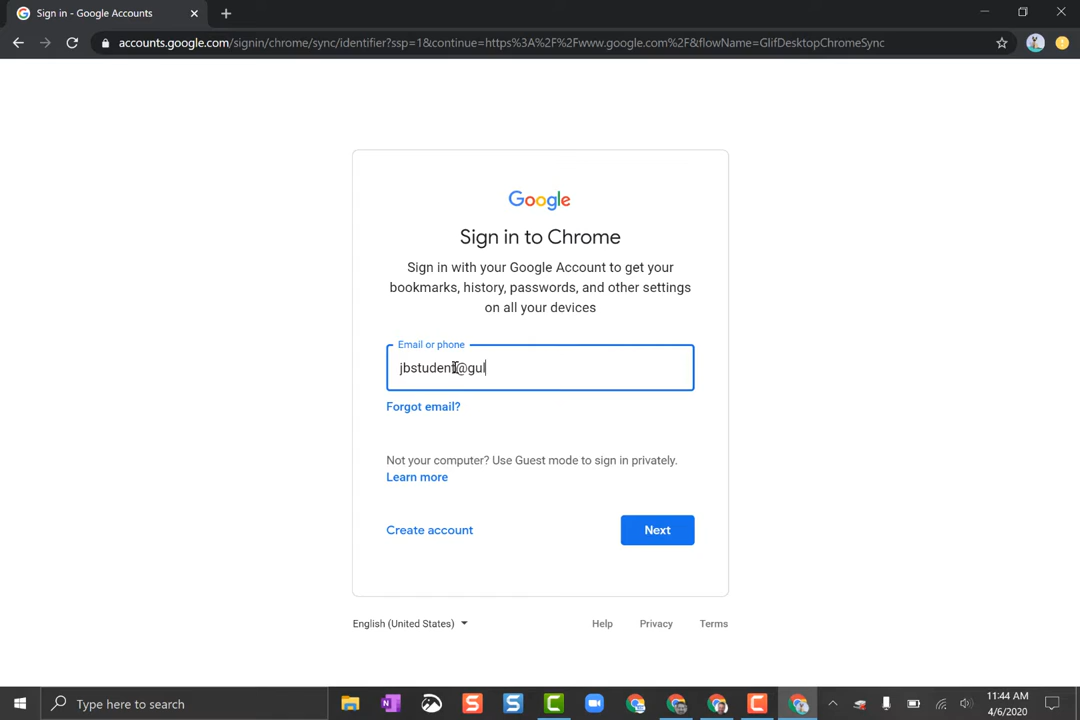 Sign in - Google Accounts
accounts.google.com/signin/chrome/sync/identifier?ssp=1&continue=https%3A%2F%2Fwww.google.com%2F&flowName=GlifDesktopChromeSync
Google
Sign in to Chrome
Sign in with your Google Account to get your
bookmarks, history, passwords, and other settings
on all your devices
Email or phone
jbstudent@gul
Forgot email?
Not your computer? Use Guest mode to sign in privately.
Learn more
Create account
Next
English (United States)
Help
Privacy
Terms
Type here to search
11:44 AM
4/6/2020